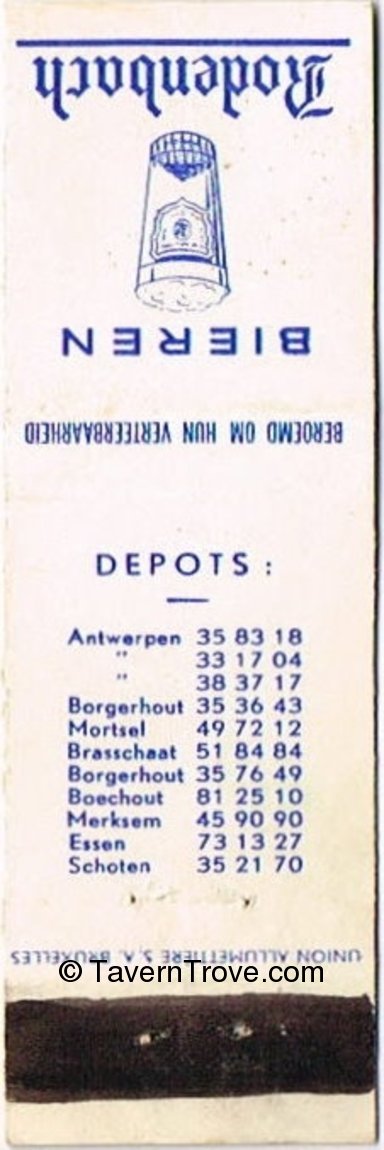 Rodenbach
BIEREN
BEROEMD OM HUN VERTEERBAARHEID
DEPOTS :
Antwerpen 35 83 18
" 33 17 04
" 38 37 17
Borgerhout 35 36 43
Mortsel 49 72 12
Brasschaat 51 84 84
Borgerhout 35 76 49
Boechout 81 25 10
Merksem 45 90 90
Essen 73 13 27
Schoten 35 21 70
UNION ALLUMETTIERE S. A. BRUXELLES
© TavernTrove.com